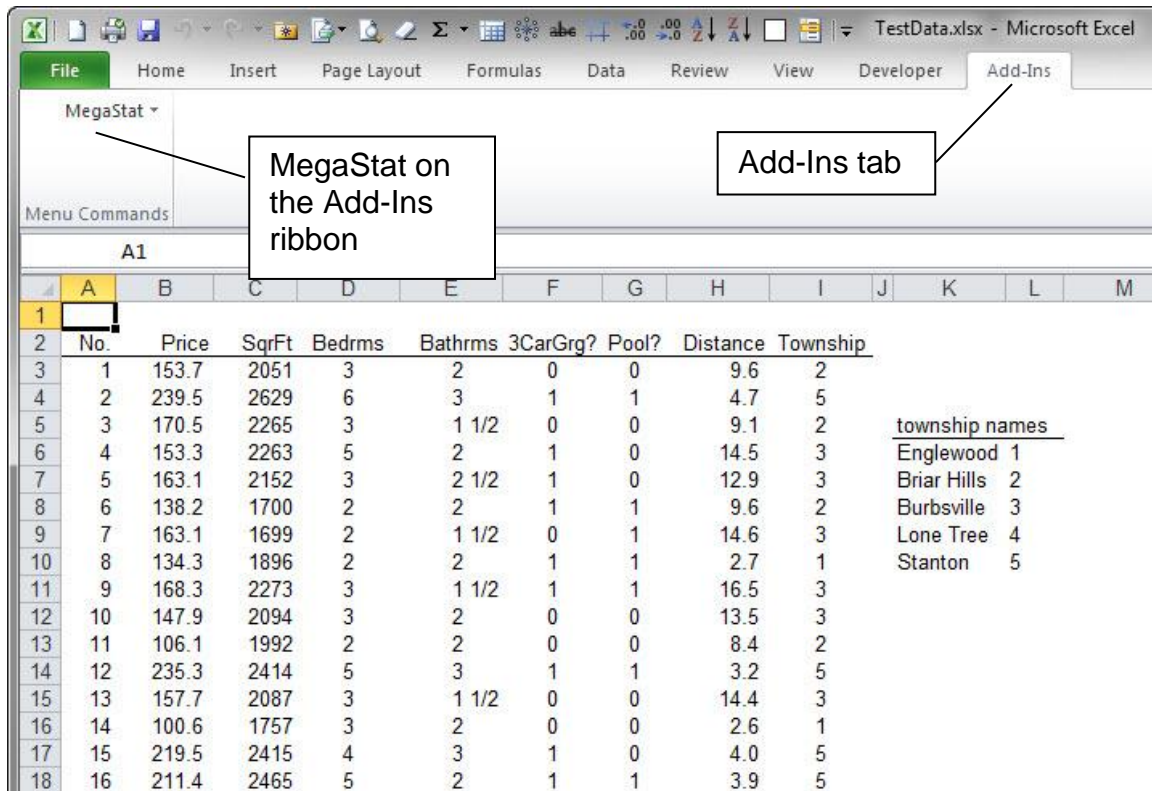 TestData.xlsx - Microsoft Excel
File Home Insert Page Layout Formulas Data Review View Developer Add-Ins
MegaStat
MegaStat on
the Add-Ins
ribbon
Add-Ins tab
Menu Commands
A1
A B C D E F G H I J K L M
1
2 No. Price SqrFt Bedrms Bathrms 3CarGrg? Pool? Distance Township
3 1 153.7 2051 3 2 0 0 9.6 2
4 2 239.5 2629 6 3 1 1 4.7 5
5 3 170.5 2265 3 1 1/2 0 0 9.1 2 township names
6 4 153.3 2263 5 2 1 0 14.5 3 Englewood 1
7 5 163.1 2152 3 2 1/2 1 0 12.9 3 Briar Hills 2
8 6 138.2 1700 2 2 1 1 9.6 2 Burbsville 3
9 7 163.1 1699 2 1 1/2 0 1 14.6 3 Lone Tree 4
10 8 134.3 1896 2 2 1 1 2.7 1 Stanton 5
11 9 168.3 2273 3 1 1/2 1 1 16.5 3
12 10 147.9 2094 3 2 0 0 13.5 3
13 11 106.1 1992 2 2 0 0 8.4 2
14 12 235.3 2414 5 3 1 1 3.2 5
15 13 157.7 2087 3 1 1/2 0 0 14.4 3
16 14 100.6 1757 3 2 0 0 2.6 1
17 15 219.5 2415 4 3 1 0 4.0 5
18 16 211.4 2465 5 2 1 1 3.9 5